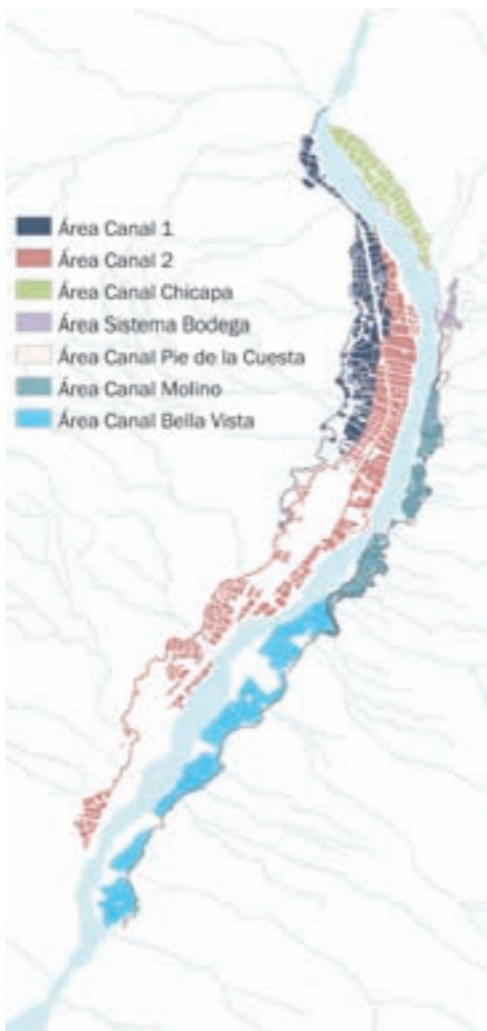 Área Canal 1
Área Canal 2
Área Canal Chicapa
Área Sistema Bodega
Área Canal Pie de la Cuesta
Área Canal Molino
Área Canal Bella Vista